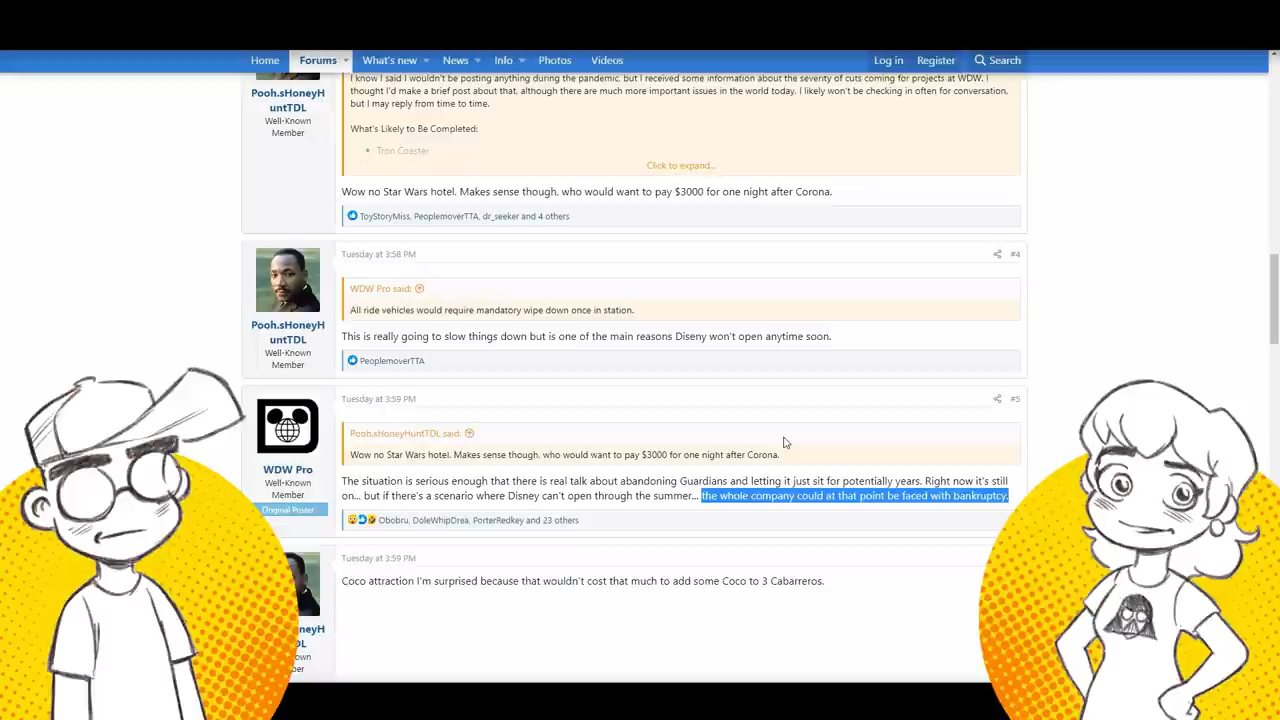 Home Forums What's new News Info Photos Videos Log in Register Search
I know I said I wouldn't be posting anything during the pandemic, but I received some information about the severity of cuts coming for projects at WDW. I
thought I'd make a brief post about that, although there are much more important issues in the world today. I likely won't be checking in often for conversation,
but I may reply from time to time.
Pooh.sHoneyH
untTDL
Well-Known
Member
What's Likely to Be Completed:
Tron Coaster
Click to expand...
Wow no Star Wars hotel. Makes sense though, who would want to pay $3000 for one night after Corona.
ToyStoryMiss, PeoplemoverTTA, dr_seeker and 4 others
Tuesday at 3:58 PM
#4
WDW Pro said:
All ride vehicles would require mandatory wipe down once in station.
Pooh.sHoneyH
untTDL
Well-Known
Member
This is really going to slow things down but is one of the main reasons Diseny won't open anytime soon.
PeoplemoverTTA
Tuesday at 3:59 PM
#5
Pooh.sHoneyHuntTDL said:
Wow no Star Wars hotel. Makes sense though, who would want to pay $3000 for one night after Corona.
WDW Pro
Original Poster
The situation is serious enough that there is real talk about abandoning Guardians and letting it just sit for potentially years. Right now it's still
on... but if there's a scenario where Disney can't open through the summer... the whole company could at that point be faced with bankruptcy.
Obobru, DoleWhipDrea, PorterRedkey and 23 others
Tuesday at 3:59 PM
Coco attraction I'm surprised because that wouldn't cost that much to add some Coco to 3 Cabarreros.
neyH
DL
own
ber